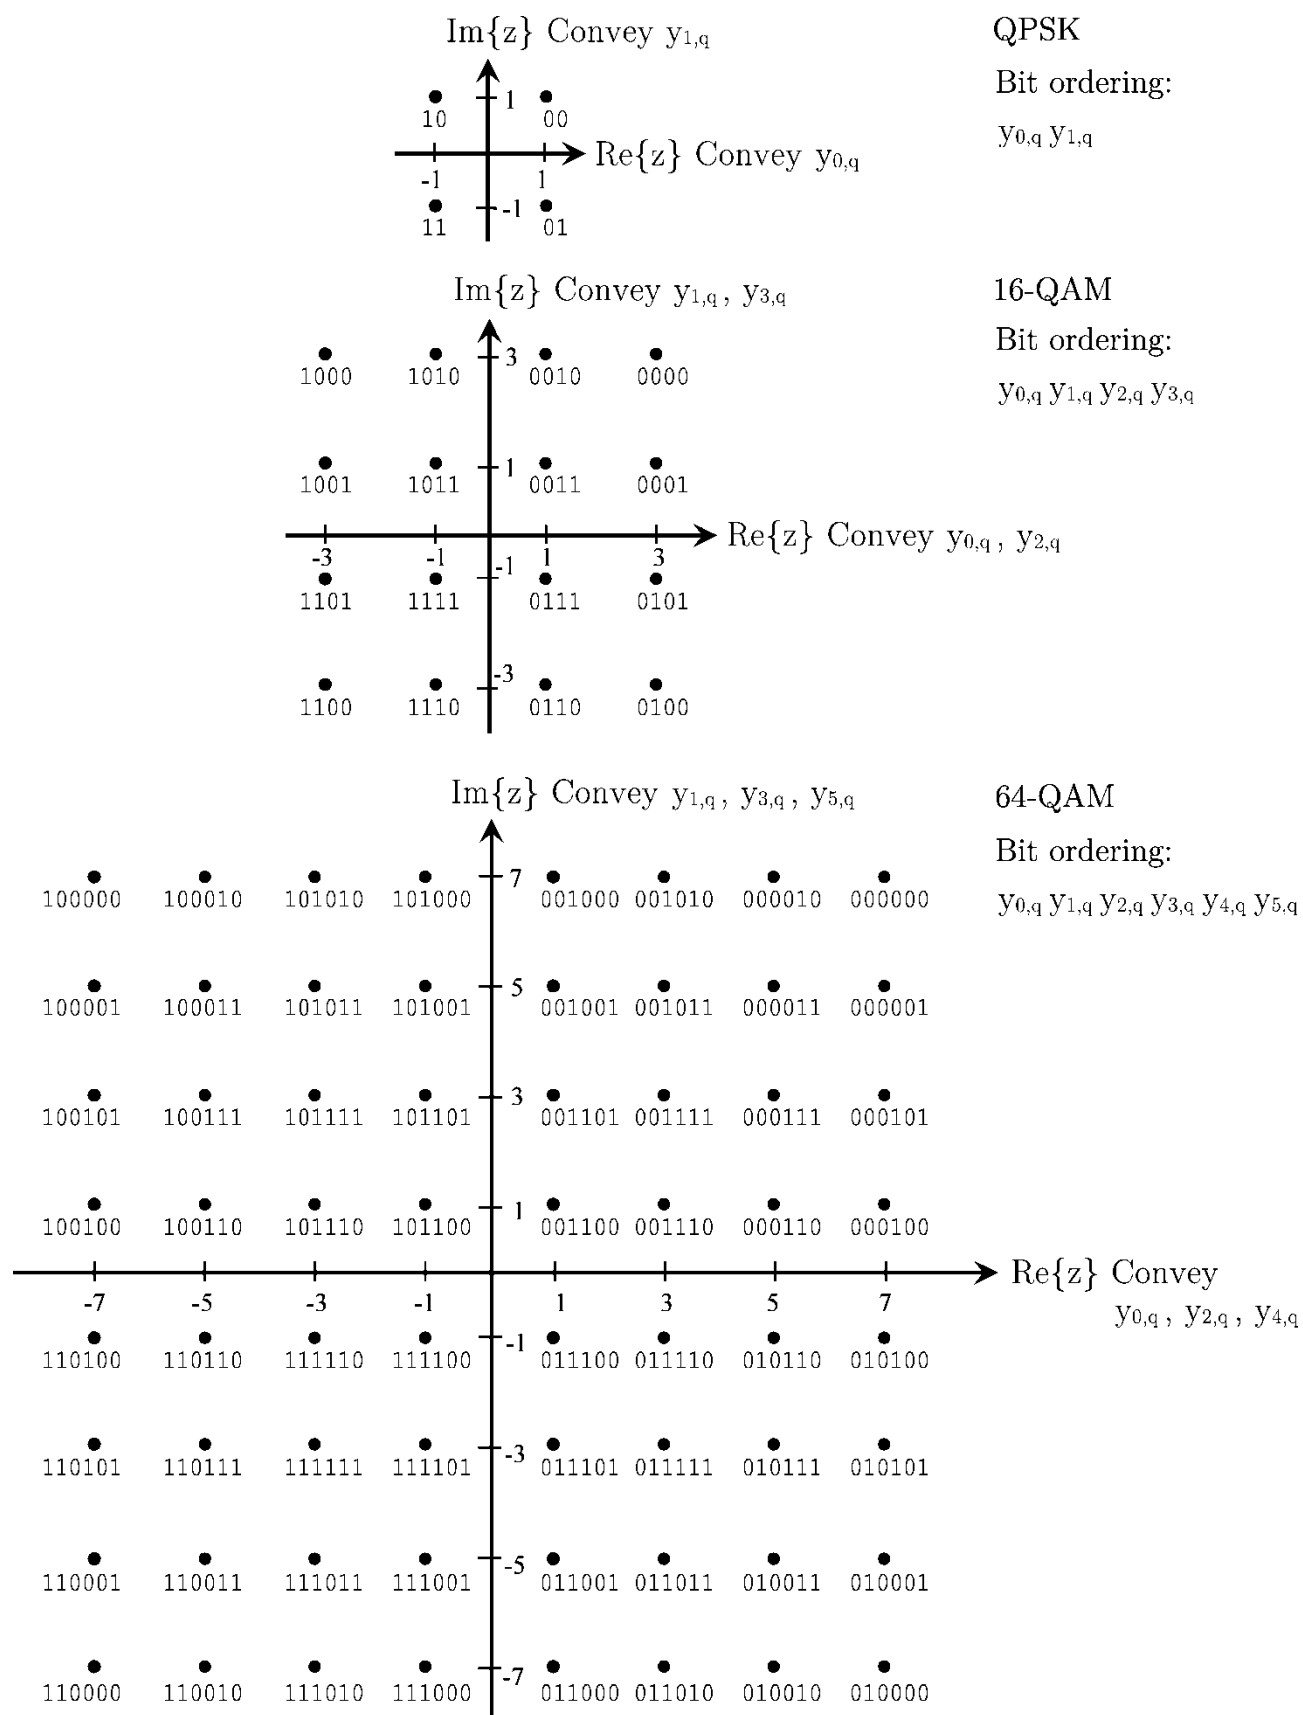 Im{z} Convey y1,q
QPSK
Bit ordering:
y0,q y1,q
10 1 00
Re{z} Convey y0,q
-1 1
11 -1 01
Im{z} Convey y1,q, y3,q
16-QAM
Bit ordering:
y0,q y1,q y2,q y3,q
3
1000 1010 0010 0000
1
1001 1011 0011 0001
Re{z} Convey y0,q, y2,q
-3 -1 1 3
-1
1101 1111 0111 0101
-3
1100 1110 0110 0100
Im{z} Convey y1,q, y3,q, y5,q
64-QAM
Bit ordering:
y0,q y1,q y2,q y3,q y4,q y5,q
7
100000 100010 101010 101000 001000 001010 000010 000000
5
100001 100011 101011 101001 001001 001011 000011 000001
3
100101 100111 101111 101101 001101 001111 000111 000101
1
100100 100110 101110 101100 001100 001110 000110 000100
Re{z} Convey
y0,q, y2,q, y4,q
-7 -5 -3 -1 1 3 5 7
-1
110100 110110 111110 111100 011100 011110 010110 010100
-3
110101 110111 111111 111101 011101 011111 010111 010101
-5
110001 110011 111011 111001 011001 011011 010011 010001
-7
110000 110010 111010 111000 011000 011010 010010 010000